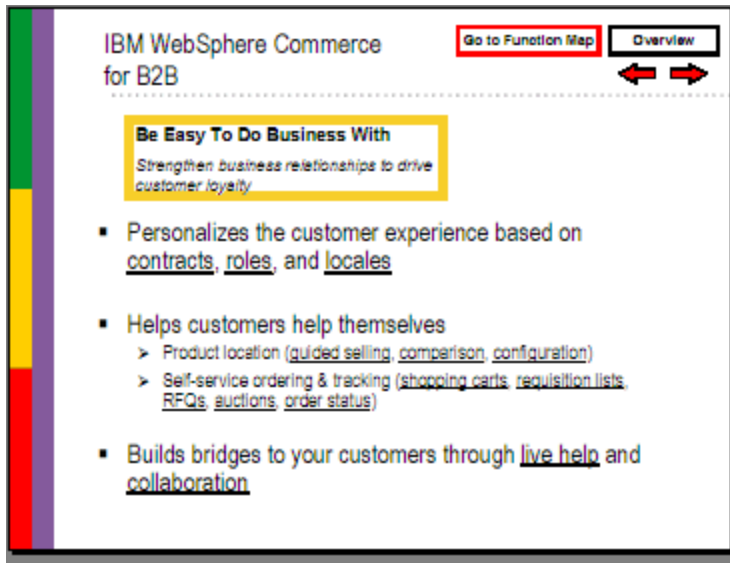 IBM WebSphere Commerce
for B2B
Go to Function Map
Overview
Be Easy To Do Business With
Strengthen business relationships to drive
customer loyalty
▪ Personalizes the customer experience based on
contracts, roles, and locales
▪ Helps customers help themselves
➢ Product location (guided selling, comparison, configuration)
➢ Self-service ordering & tracking (shopping carts, requisition lists,
RFQs, auctions, order status)
▪ Builds bridges to your customers through live help and
collaboration